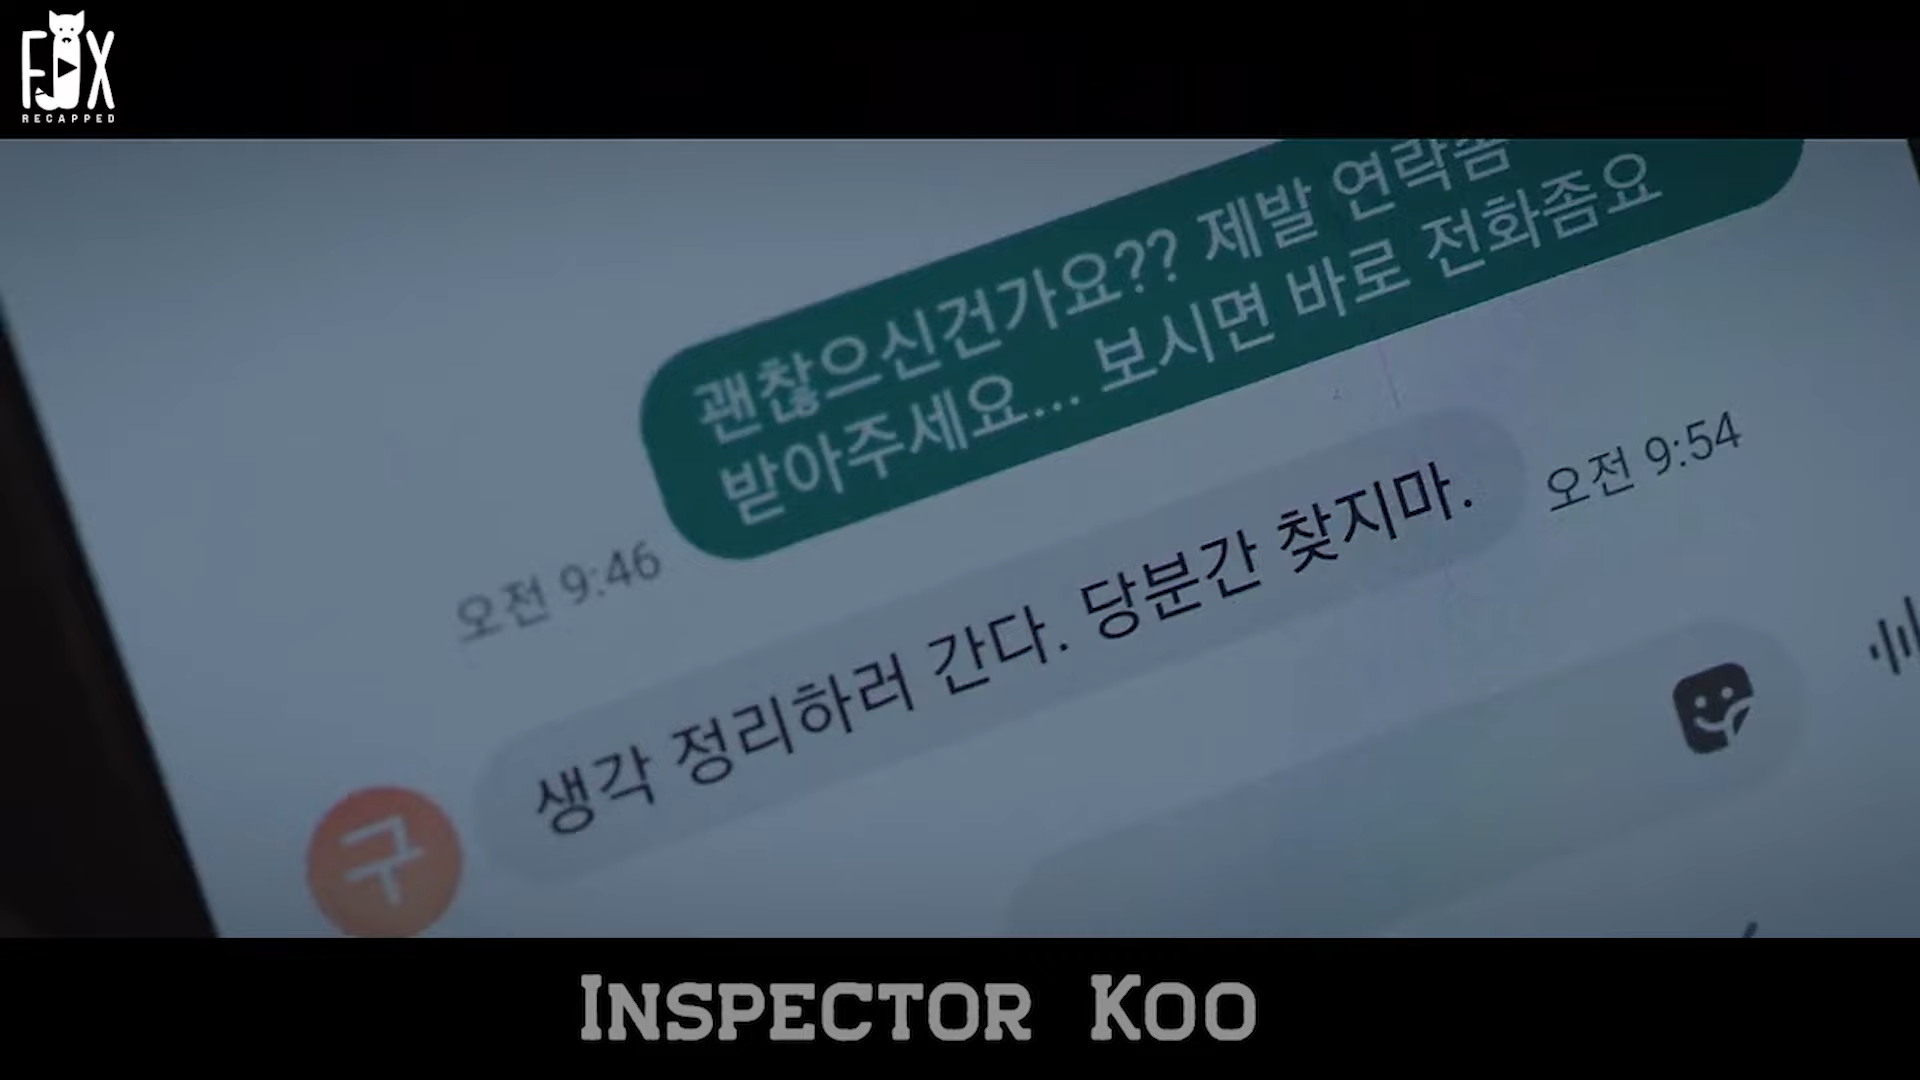 FOX
RECAPPED
괜찮으신건가요?? 제발 연락좀
받아주세요... 보시면 바로 전화좀요
오전 9:46
생각 정리하러 간다. 당분간 찾지마.
오전 9:54
구
INSPECTOR KOO